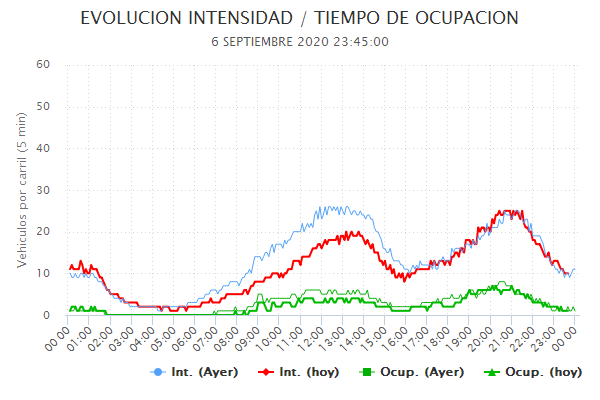 EVOLUCION INTENSIDAD / TIEMPO DE OCUPACION
6 SEPTIEMBRE 2020 23:45:00
Vehiculos por carril (5 min)
60
50
40
30
20
10
0
00:00 01:00 02:00 03:00 04:00 05:00 06:00 07:00 08:00 09:00 10:00 11:00 12:00 13:00 14:00 15:00 16:00 17:00 18:00 19:00 20:00 21:00 22:00 23:00 00:00
Int. (Ayer) Int. (hoy) Ocup. (Ayer) Ocup. (hoy)